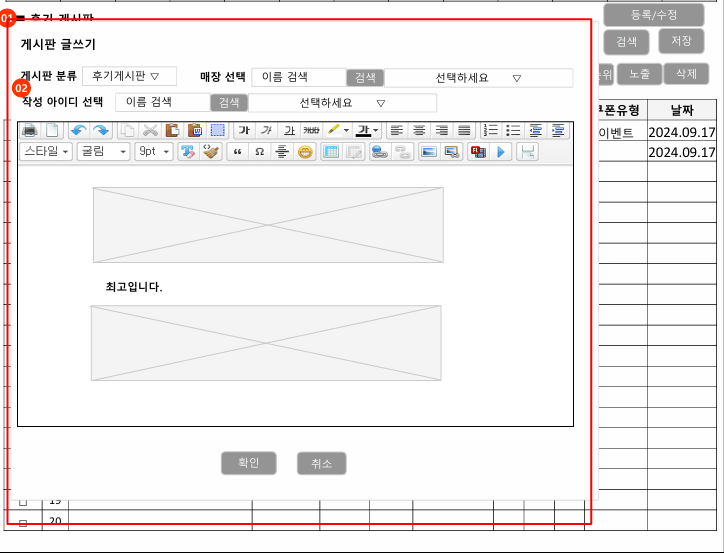 01 ■ 후기 게시판
등록/수정
게시판 글쓰기
검색 저장
게시판 분류 후기게시판 ▽ 매장 선택 이름 검색 검색 선택하세요 ▽
노출 삭제
02
작성 아이디 선택 이름 검색 검색 선택하세요 ▽
쿠폰유형 날짜
가 가 가 가나다 가
이벤트 2024.09.17
스타일 굴림 9pt
2024.09.17
최고입니다.
확인 취소
19
20